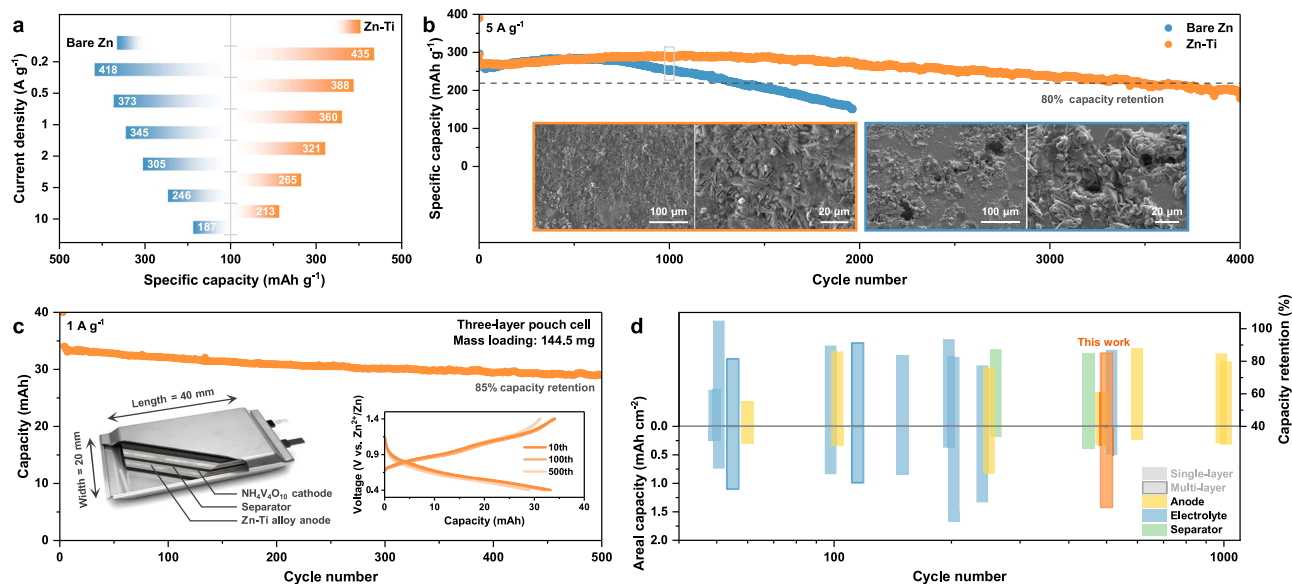 a
Bare Zn
Zn-Ti
Current density (A g⁻¹)
0.2
0.5
1
2
5
10
435
418
388
373
360
345
321
305
265
246
213
187
500 400 300 200 100 200 300 400 500
Specific capacity (mAh g⁻¹)
b
5 A g⁻¹
Bare Zn
Zn-Ti
Specific capacity (mAh g⁻¹)
400
300
200
100
0
80% capacity retention
100 µm
20 µm
100 µm
20 µm
0 1000 2000 3000 4000
Cycle number
c
1 A g⁻¹
Three-layer pouch cell
Mass loading: 144.5 mg
Capacity (mAh)
40
30
20
10
0
85% capacity retention
Length = 40 mm
Width = 20 mm
NH₄V₄O₁₀ cathode
Separator
Zn-Ti alloy anode
Voltage (V vs. Zn²⁺/Zn)
1.4
0.9
0.4
10th
100th
500th
0 10 20 30 40
Capacity (mAh)
0 100 200 300 400 500
Cycle number
d
This work
Areal capacity (mAh cm⁻²)
0.0
0.5
1.0
1.5
2.0
Capacity retention (%)
100
80
60
40
Single-layer
Multi-layer
Anode
Electrolyte
Separator
100 1000
Cycle number